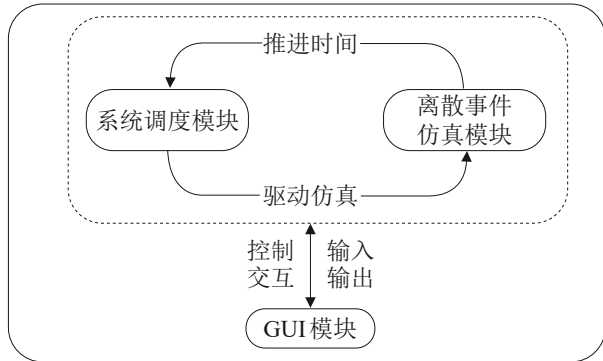 推进时间
系统调度模块
离散事件
仿真模块
驱动仿真
控制 输入
交互 输出
GUI模块